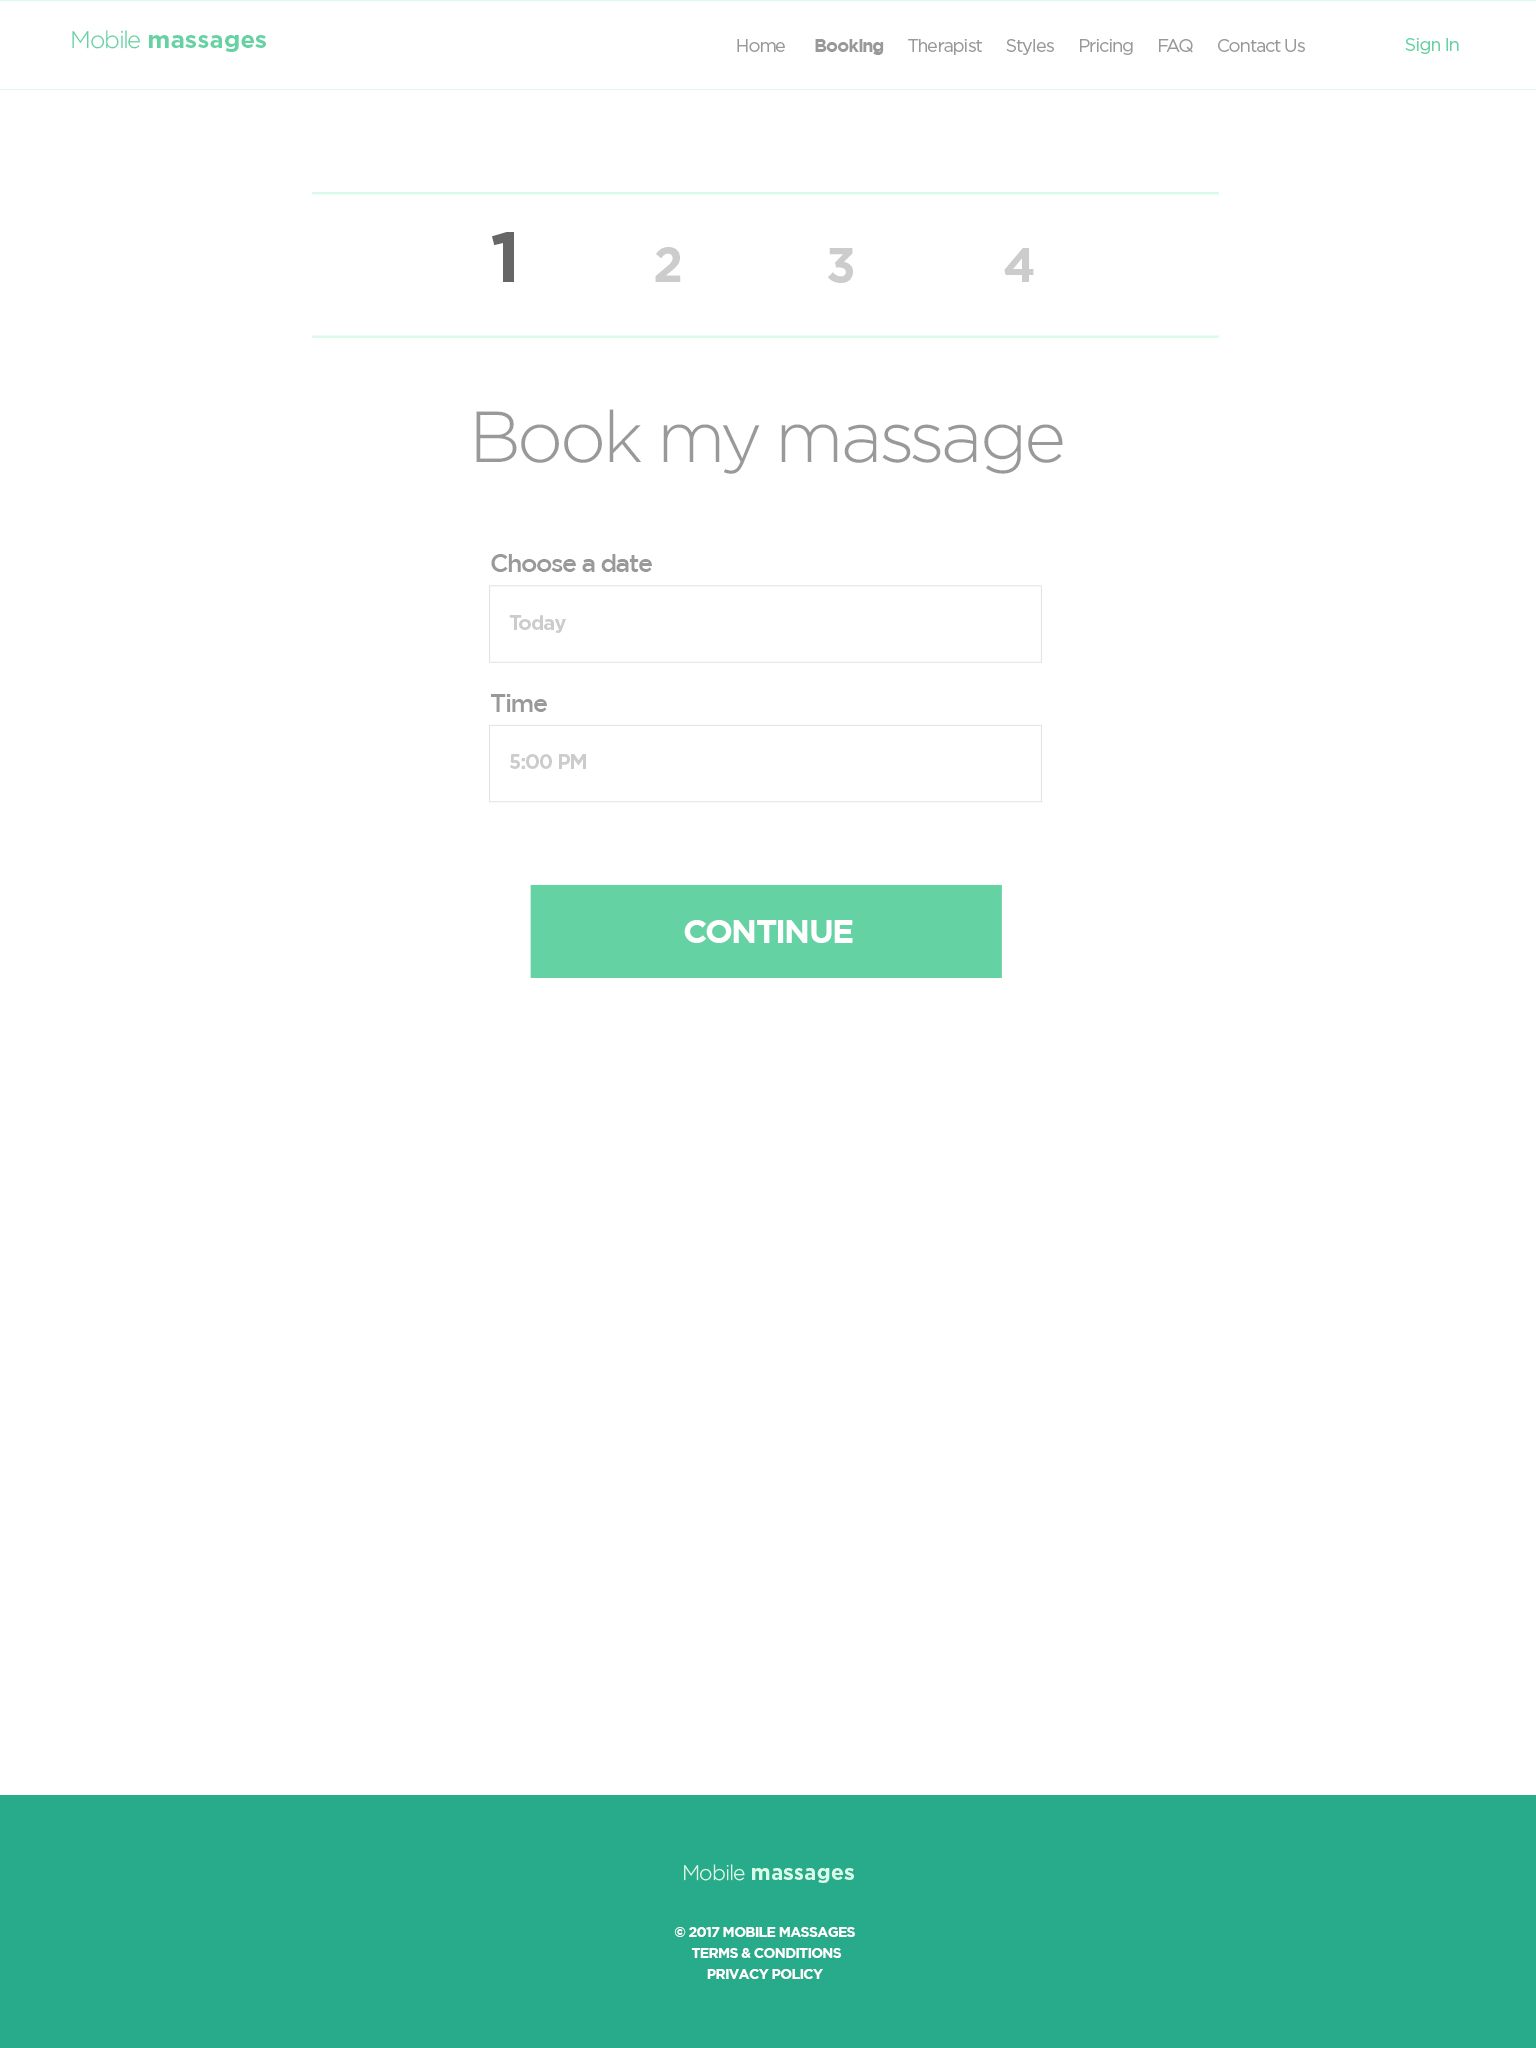 Mobile massages
Home Booking Therapist Styles Pricing FAQ Contact Us Sign In
1 2 3 4
Book my massage
Choose a date
Today
Time
5:00 PM
CONTINUE
Mobile massages
© 2017 MOBILE MASSAGES
TERMS & CONDITIONS
PRIVACY POLICY